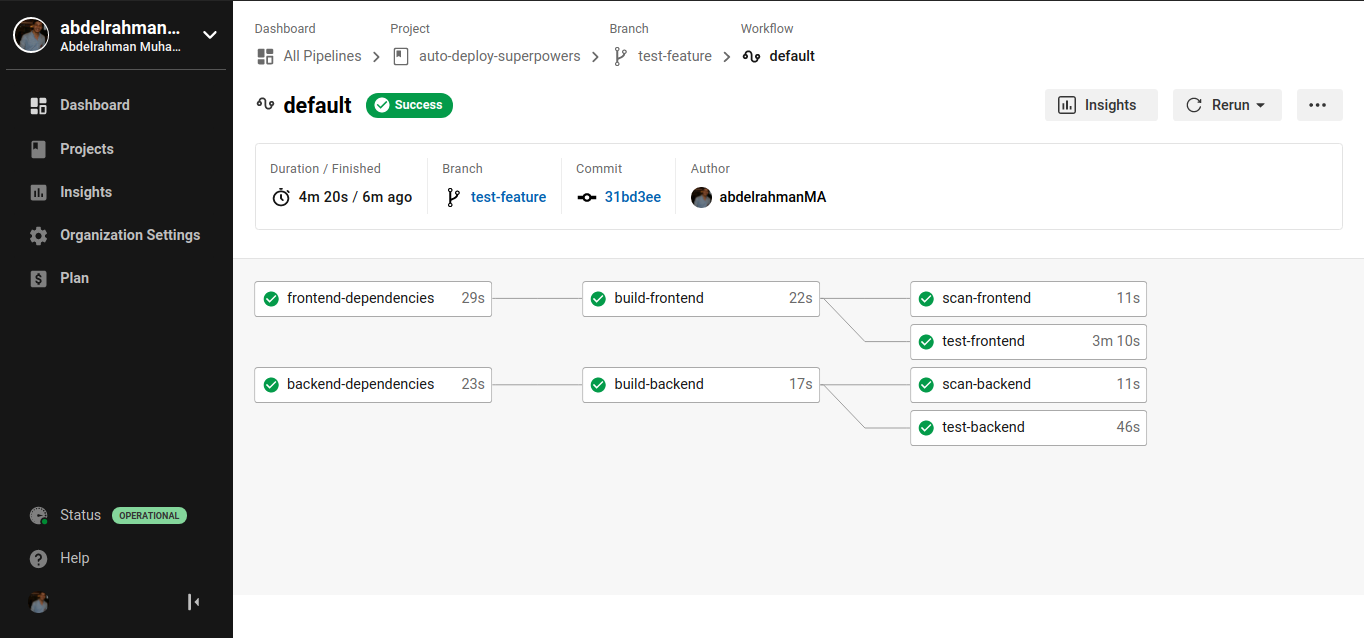 abdelrahman...
Abdelrahman Muha...
Dashboard
Projects
Insights
Organization Settings
$ Plan
Status OPERATIONAL
? Help
Dashboard Project Branch Workflow
All Pipelines auto-deploy-superpowers test-feature default
default Success Insights Rerun
Duration / Finished Branch Commit Author
4m 20s / 6m ago test-feature 31bd3ee abdelrahmanMA
frontend-dependencies 29s build-frontend 22s scan-frontend 11s
test-frontend 3m 10s
backend-dependencies 23s build-backend 17s scan-backend 11s
test-backend 46s